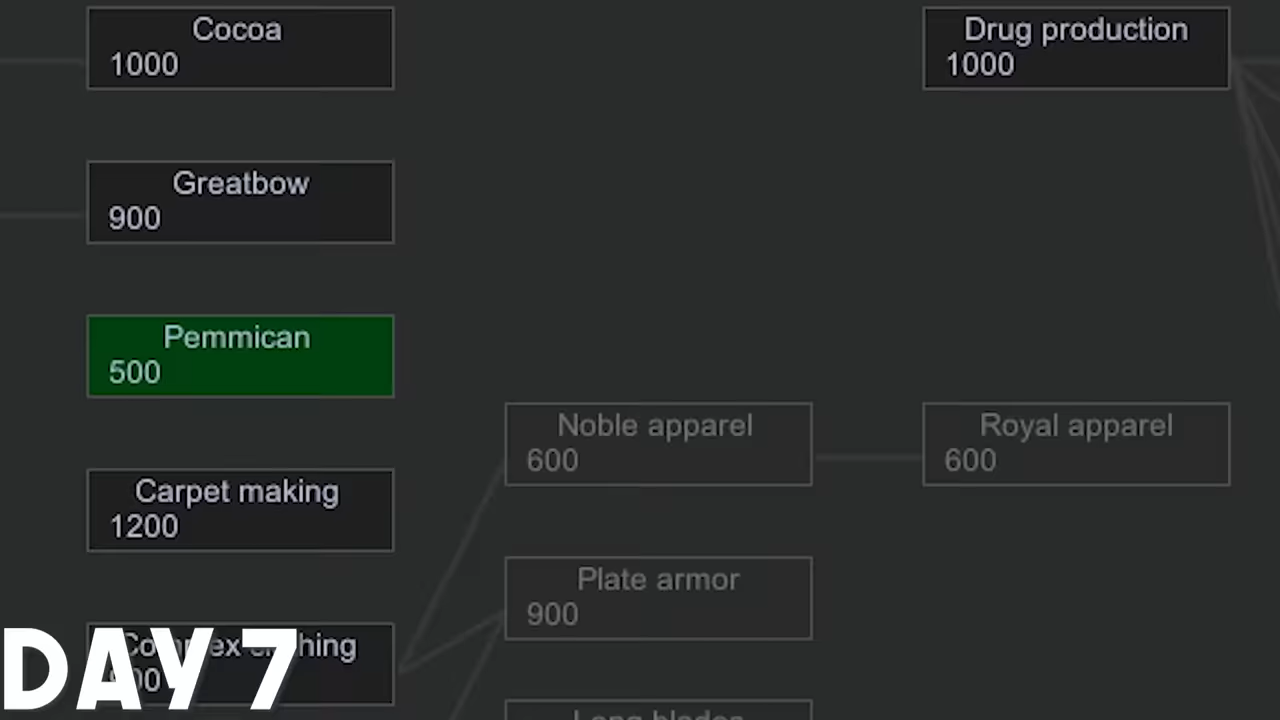 Cocoa
1000
Drug production
1000
Greatbow
900
Pemmican
500
Noble apparel
600
Royal apparel
600
Carpet making
1200
Plate armor
900
DAY 7